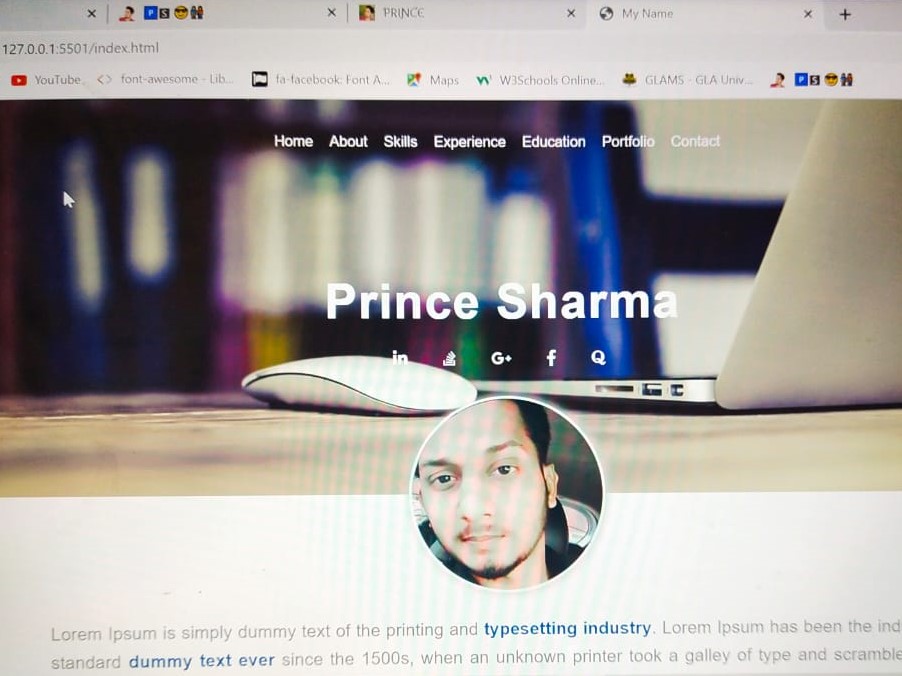 PRINCE
My Name
127.0.0.1:5501/index.html
YouTube
font-awesome - Lib...
fa-facebook: Font A...
Maps
W3Schools Online...
GLAMS - GLA Univ...
P S
Home About Skills Experience Education Portfolio Contact
Prince Sharma
in G+ f Q
Lorem Ipsum is simply dummy text of the printing and typesetting industry. Lorem Ipsum has been the ind
standard dummy text ever since the 1500s, when an unknown printer took a galley of type and scramble